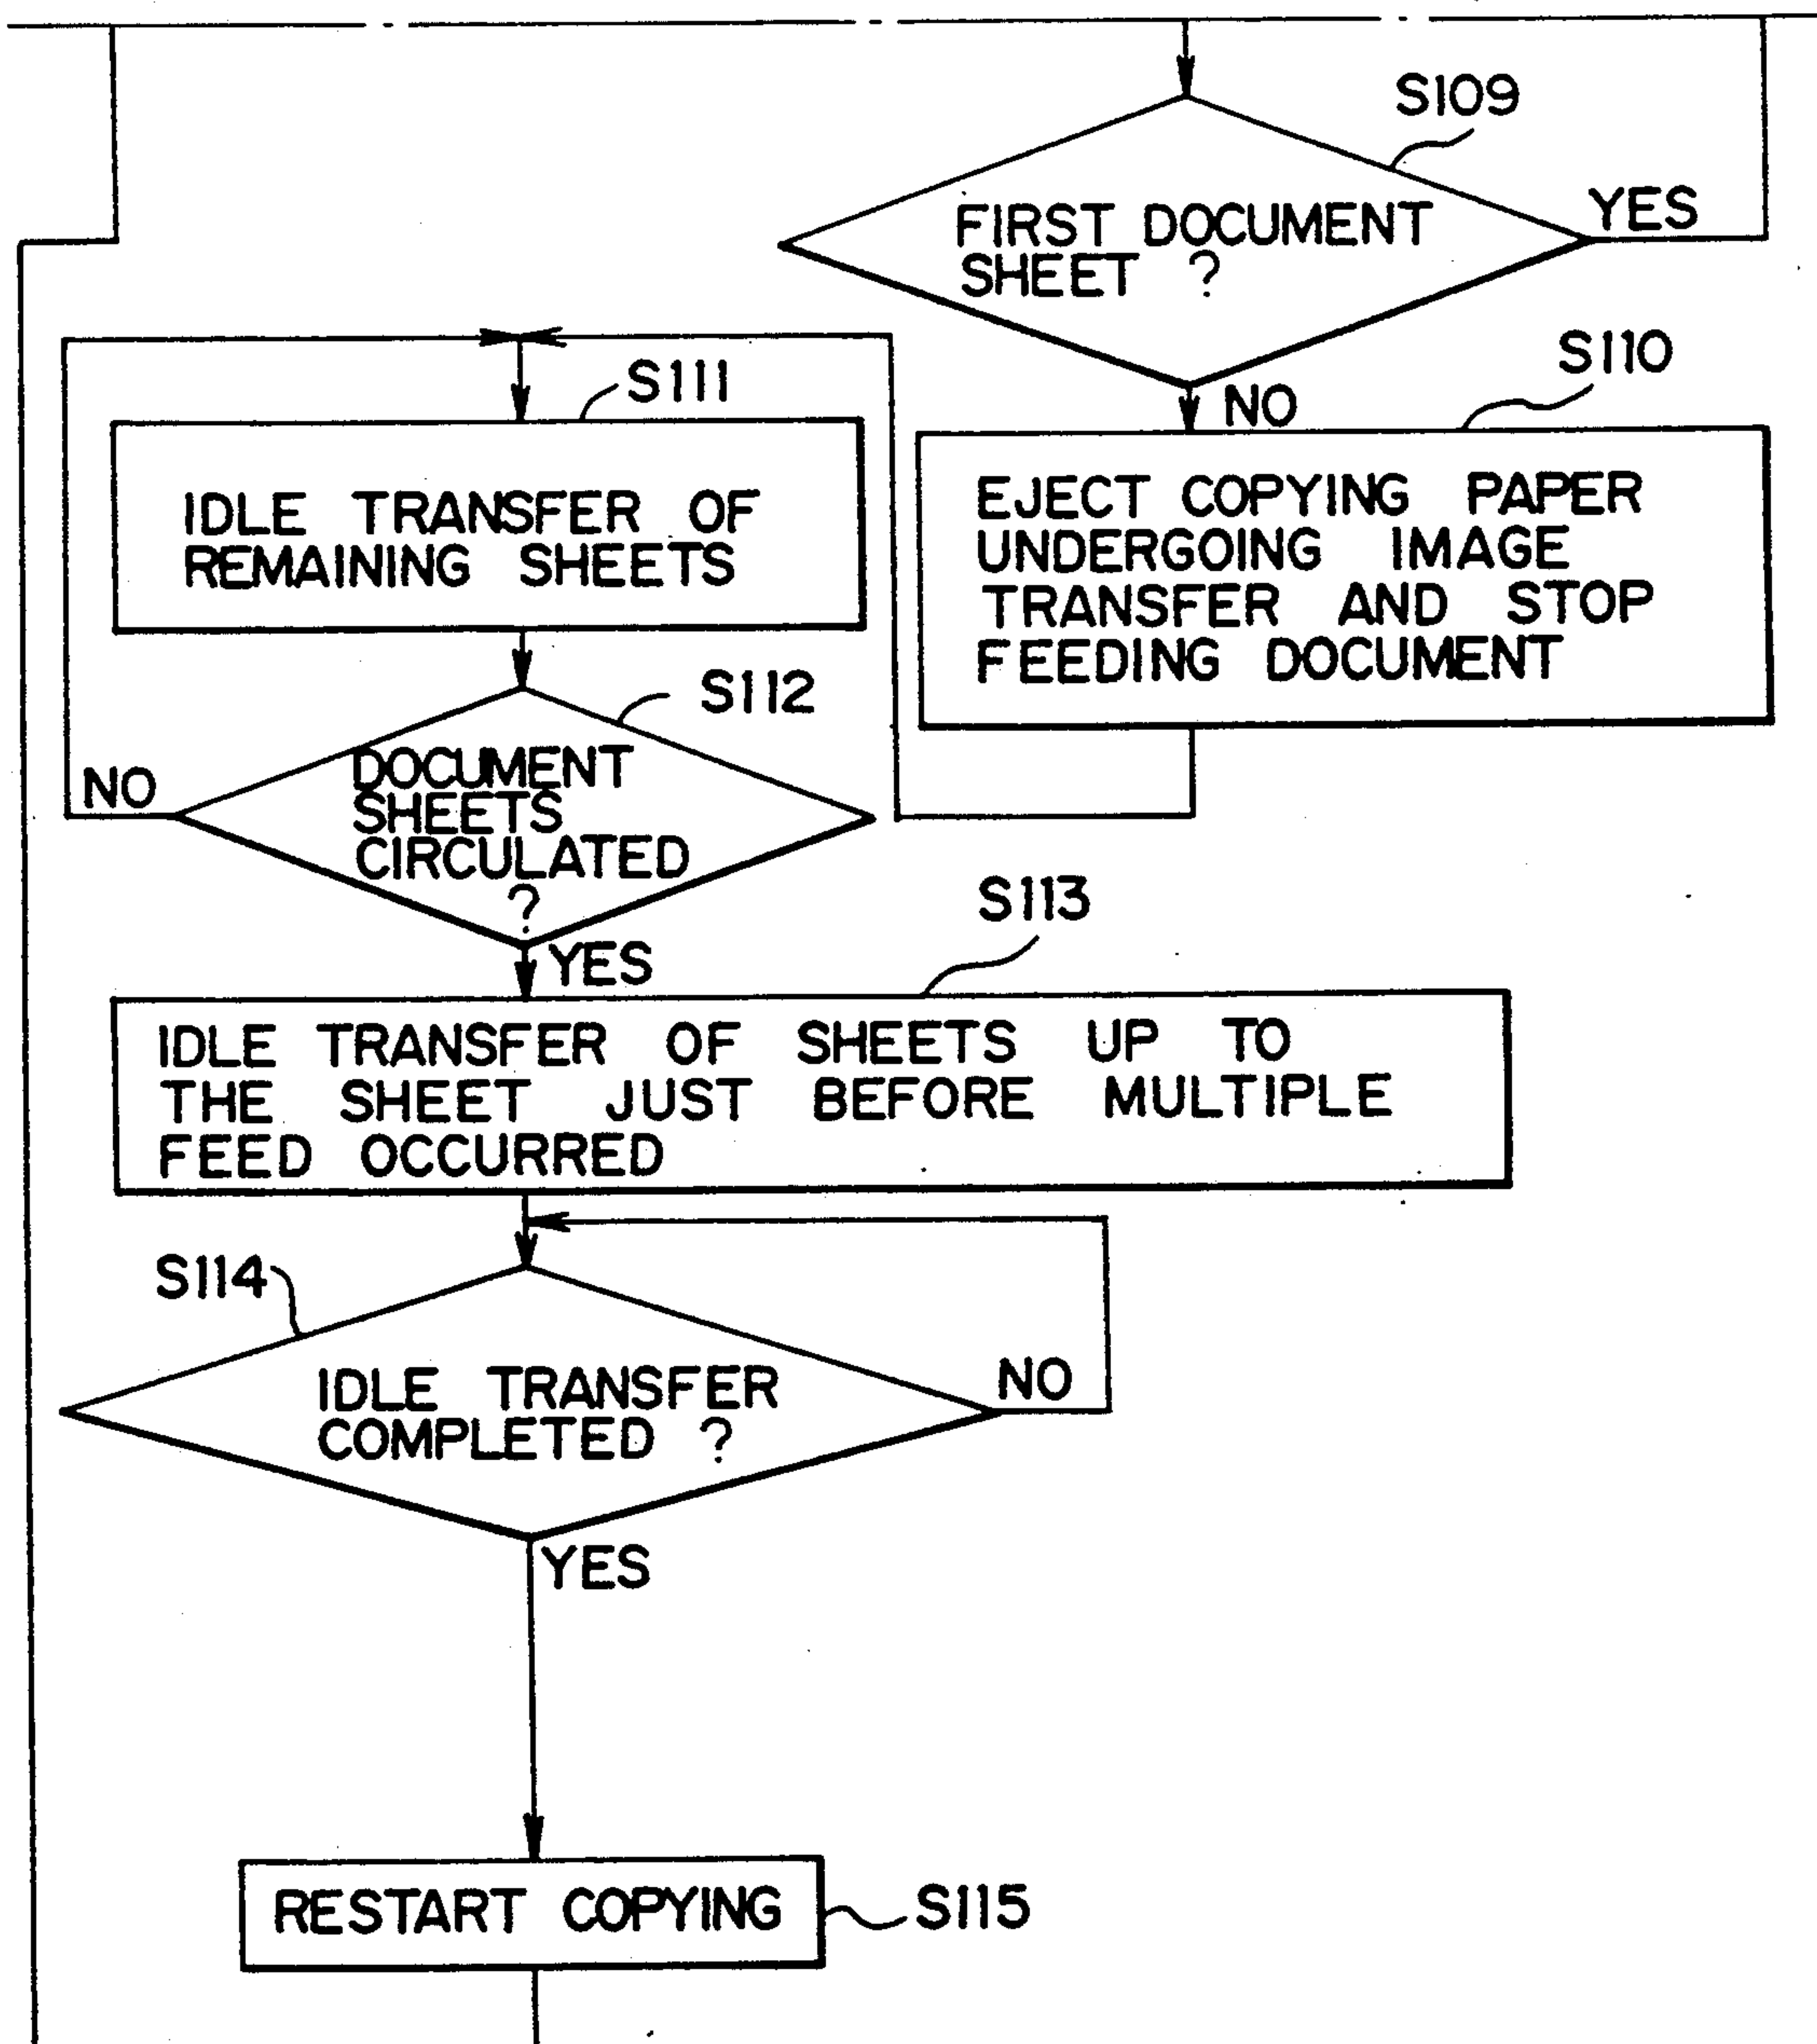 S109
FIRST DOCUMENT
SHEET ?
YES
NO
S110
EJECT COPYING PAPER
UNDERGOING IMAGE
TRANSFER AND STOP
FEEDING DOCUMENT
S111
IDLE TRANSFER OF
REMAINING SHEETS
S112
DOCUMENT
SHEETS
CIRCULATED
?
NO
YES
S113
IDLE TRANSFER OF SHEETS UP TO
THE SHEET JUST BEFORE MULTIPLE
FEED OCCURRED
S114
IDLE TRANSFER
COMPLETED ?
NO
YES
RESTART COPYING
S115